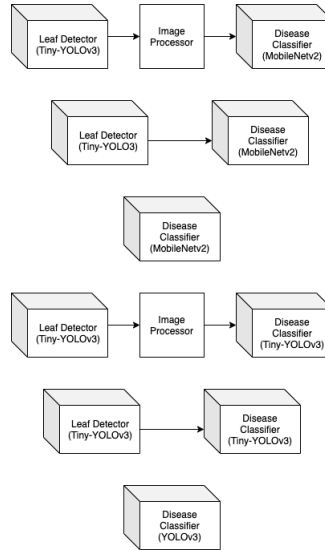 Leaf Detector
(Tiny-YOLOv3)
Image
Processor
Disease
Classifier
(MobileNetv2)
Leaf Detector
(Tiny-YOLO3)
Disease
Classifier
(MobileNetv2)
Disease
Classifier
(MobileNetv2)
Leaf Detector
(Tiny-YOLOv3)
Image
Processor
Disease
Classifier
(Tiny-YOLOv3)
Leaf Detector
(Tiny-YOLOv3)
Disease
Classifier
(Tiny-YOLOv3)
Disease
Classifier
(YOLOv3)